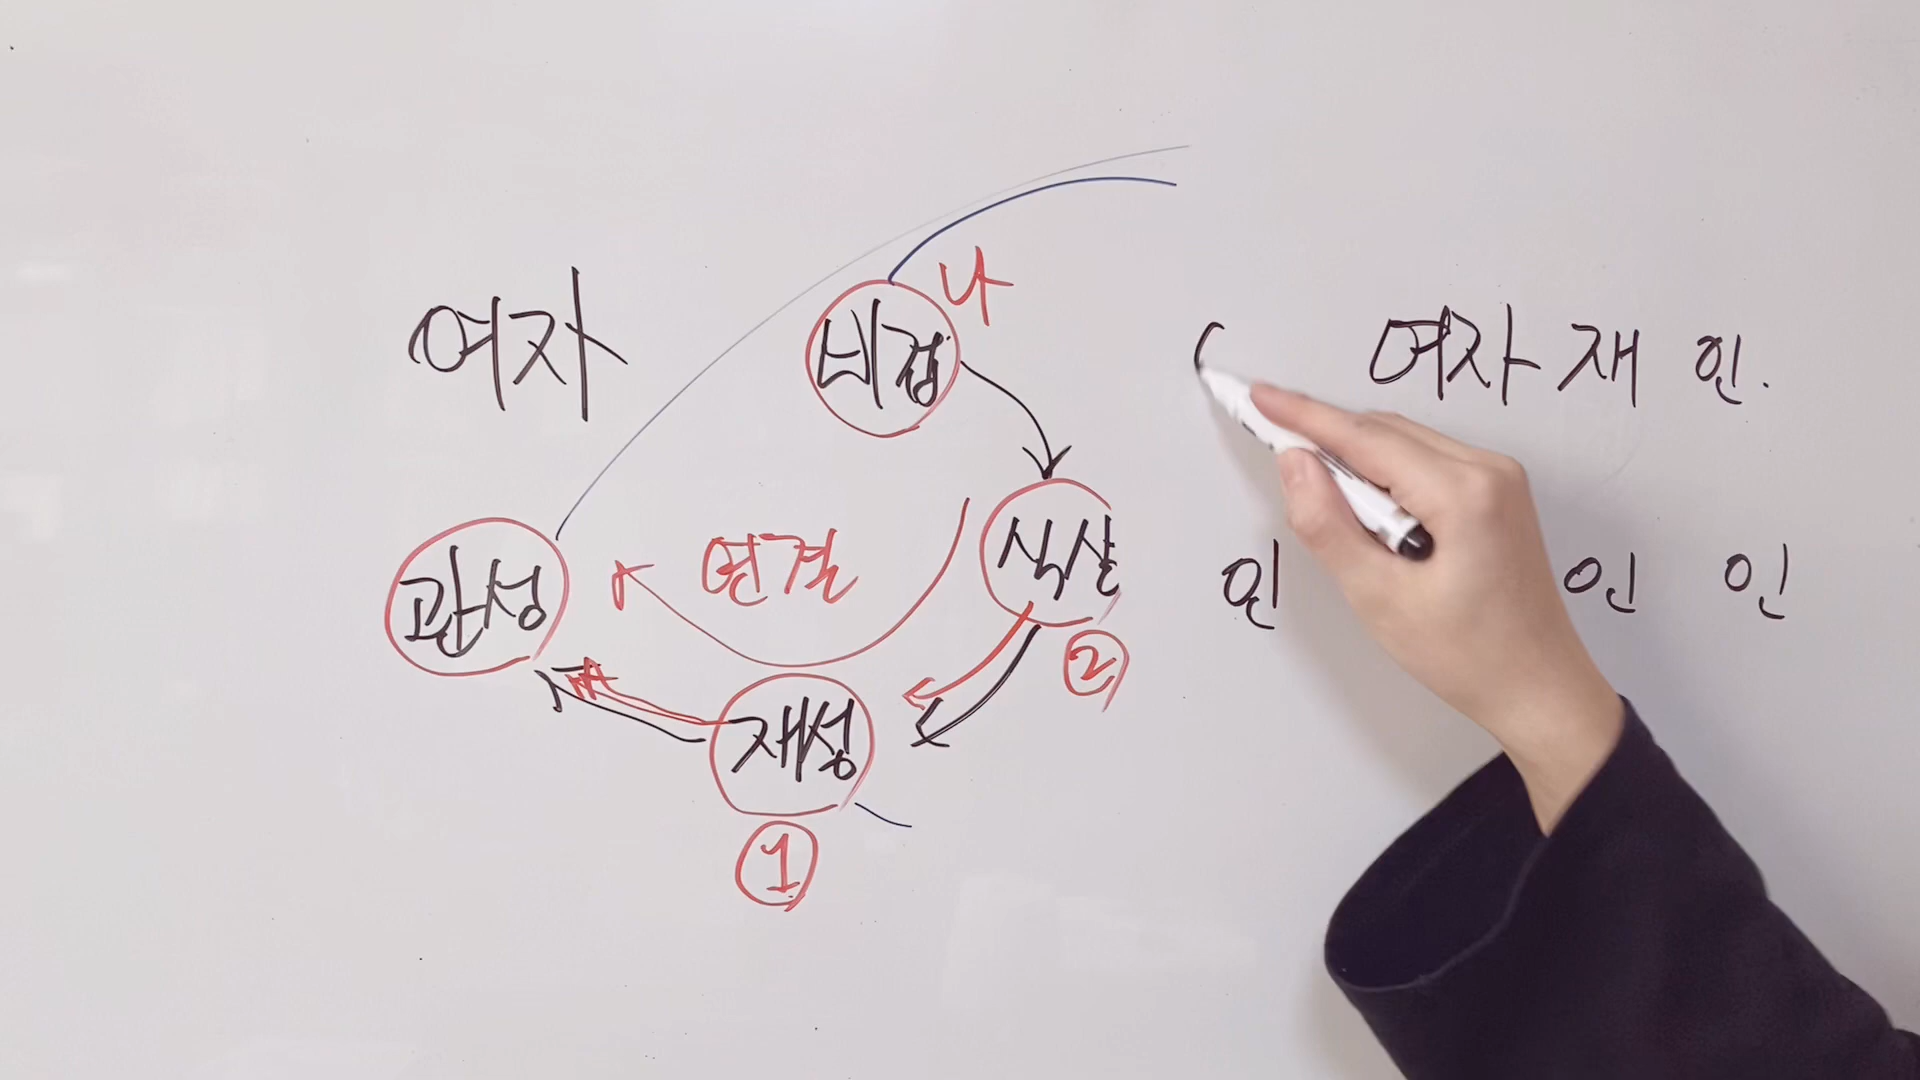 나
여자
비겁
여자 재 인.
연결
식상
관성
인 인 인
②
재성
①